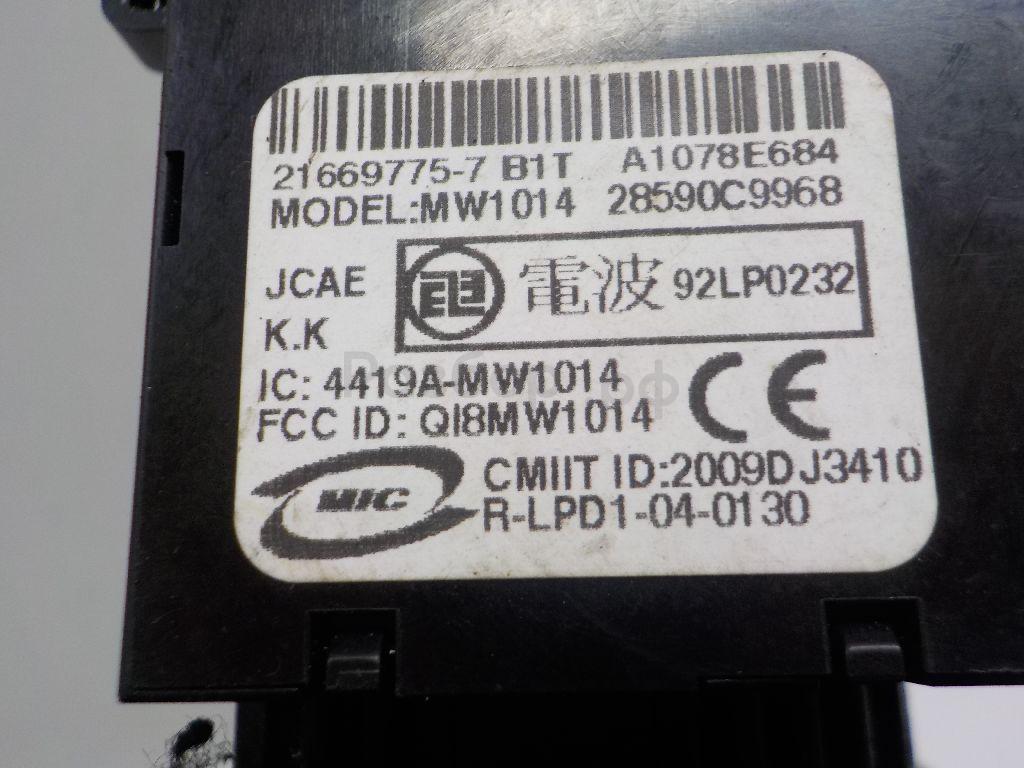 21669775-7 B1T A1078E684
MODEL:MW1014 28590C9968
JCAE
K.K
電波 92LP0232
IC: 4419A-MW1014
FCC ID: QI8MW1014
CE
MIC
CMIIT ID:2009DJ3410
R-LPD1-04-0130